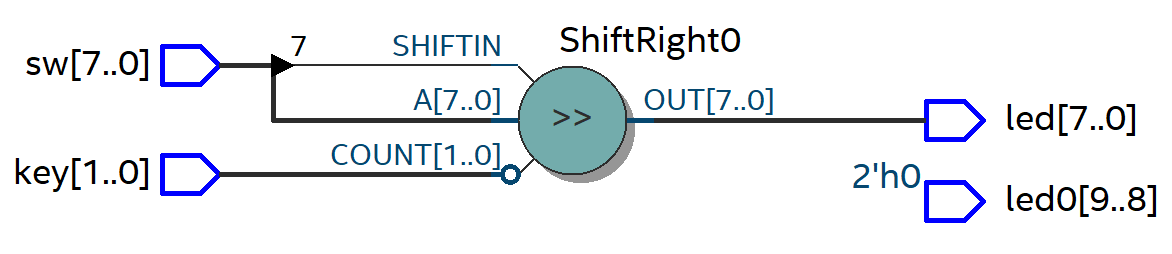 sw[7..0]
7
SHIFTIN
ShiftRight0
A[7..0]
>>
OUT[7..0]
led[7..0]
key[1..0]
COUNT[1..0]
2'h0
led0[9..8]